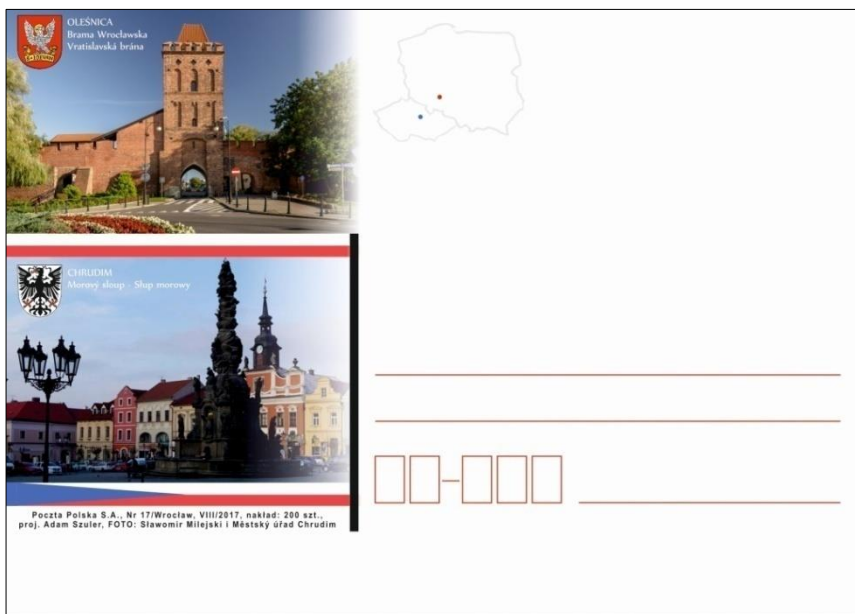 OLEŚNICA
Brama Wrocławska
Vratislavská brána
CHRUDIM
Morový sloup - Słup morowy
Poczta Polska S.A., Nr 17/Wrocław, VIII/2017, nakład: 200 szt.,
proj. Adam Szuler, FOTO: Sławomir Milejski i Městský úřad Chrudim